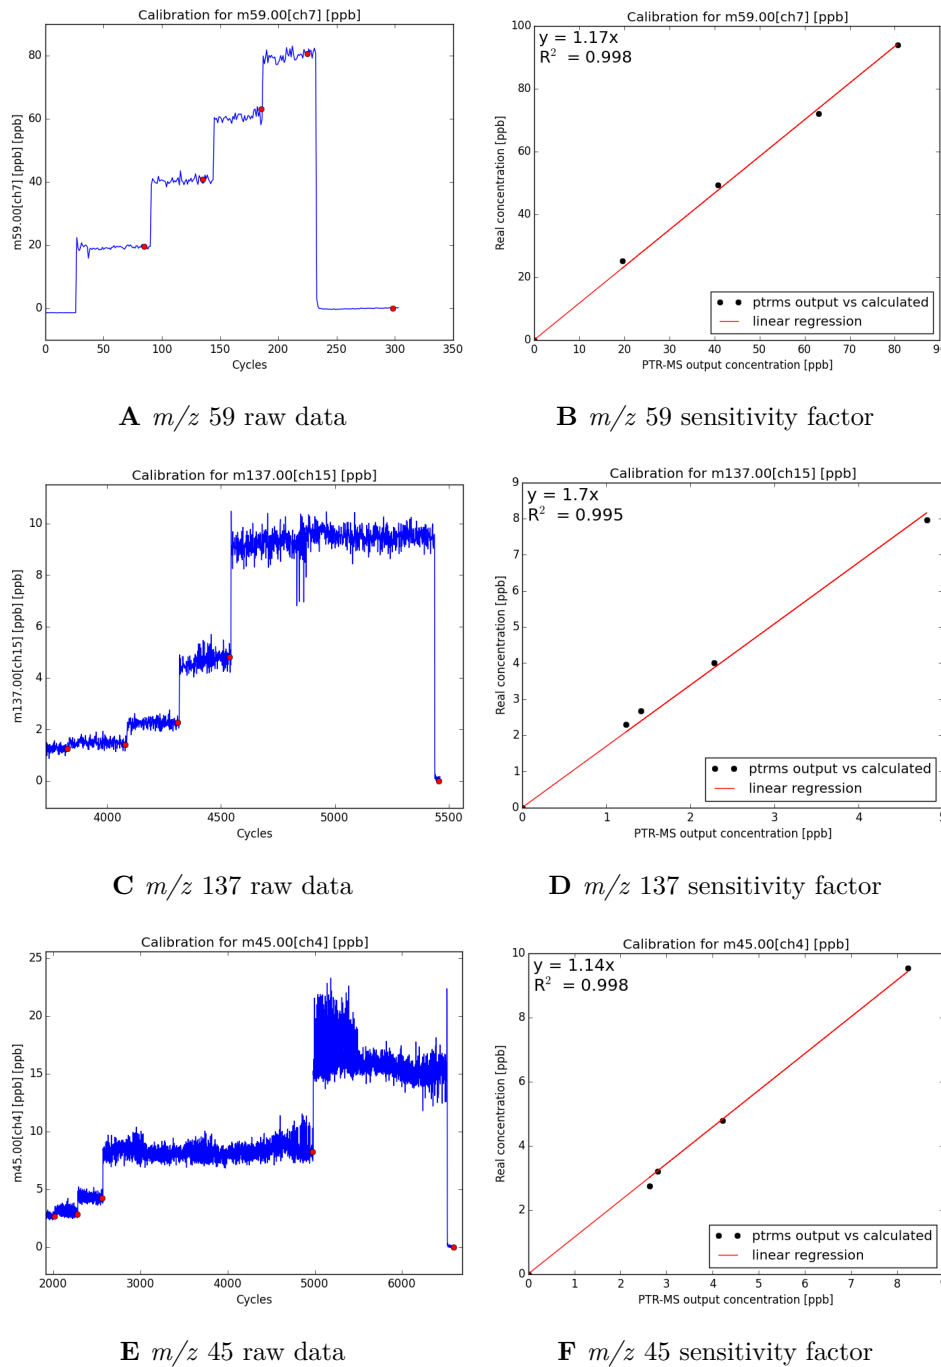 Calibration for m59.00[ch7] [ppb]
m59.00[ch7] [ppb] [ppb]
80
60
40
20
0
0 50 100 150 200 250 300 350
Cycles
Calibration for m59.00[ch7] [ppb]
y = 1.17x
R² = 0.998
Real concentration [ppb]
100
80
60
40
20
0
ptrms output vs calculated
linear regression
0 10 20 30 40 50 60 70 80 90
PTR-MS output concentration [ppb]
A m/z 59 raw data
B m/z 59 sensitivity factor
Calibration for m137.00[ch15] [ppb]
m137.00[ch15] [ppb] [ppb]
10
8
6
4
2
0
4000 4500 5000 5500
Cycles
Calibration for m137.00[ch15] [ppb]
y = 1.7x
R² = 0.995
Real concentration [ppb]
9
8
7
6
5
4
3
2
1
0
ptrms output vs calculated
linear regression
0 1 2 3 4 5
PTR-MS output concentration [ppb]
C m/z 137 raw data
D m/z 137 sensitivity factor
Calibration for m45.00[ch4] [ppb]
m45.00[ch4] [ppb] [ppb]
25
20
15
10
5
0
2000 3000 4000 5000 6000
Cycles
Calibration for m45.00[ch4] [ppb]
y = 1.14x
R² = 0.998
Real concentration [ppb]
10
8
6
4
2
0
ptrms output vs calculated
linear regression
0 1 2 3 4 5 6 7 8
PTR-MS output concentration [ppb]
E m/z 45 raw data
F m/z 45 sensitivity factor